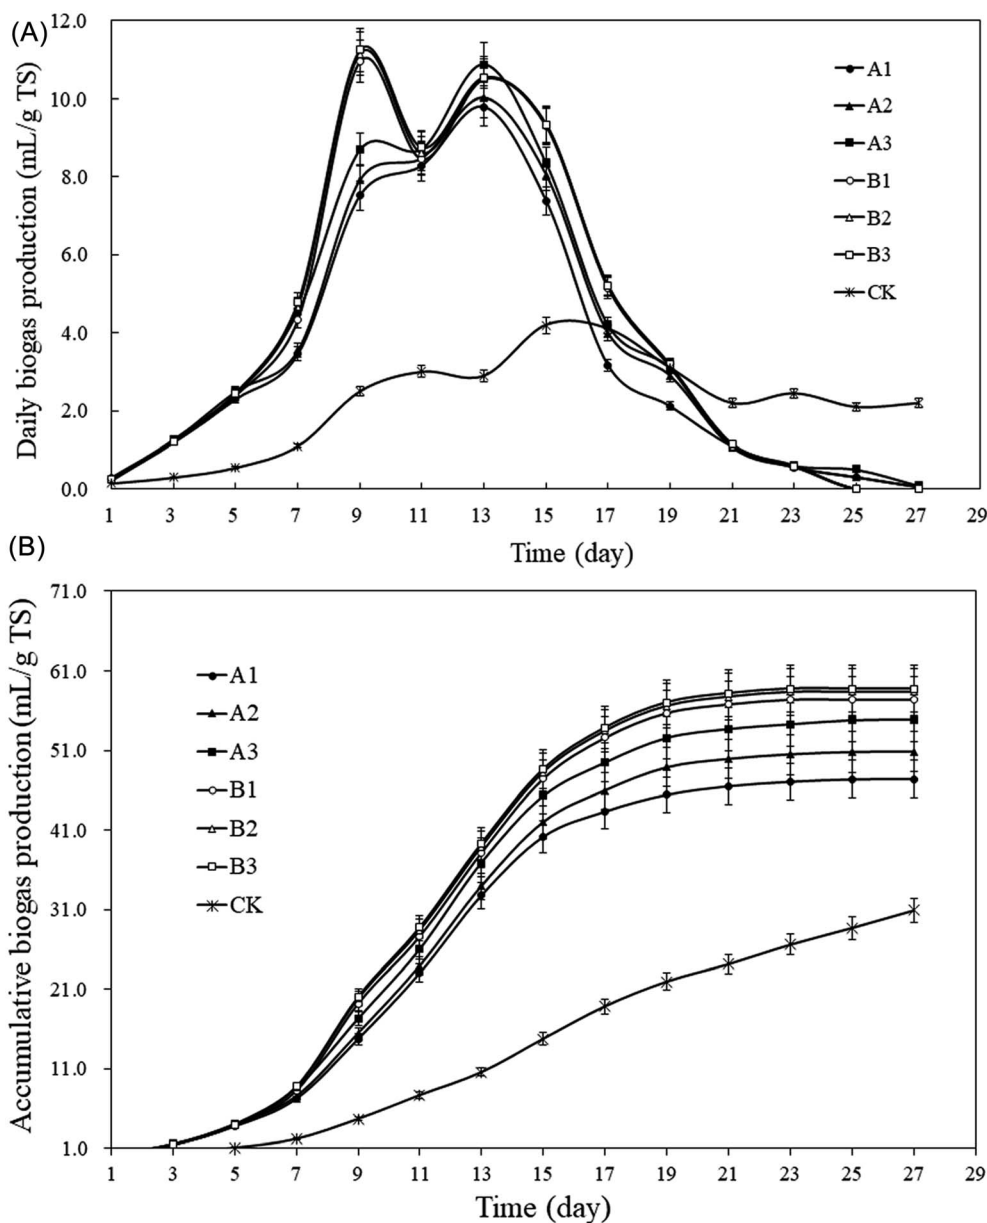 (A)
Daily biogas production (mL/g TS)
12.0
10.0
8.0
6.0
4.0
2.0
0.0
A1
A2
A3
B1
B2
B3
CK
1 3 5 7 9 11 13 15 17 19 21 23 25 27 29
Time (day)
(B)
Accumulative biogas production (mL/g TS)
71.0
61.0
51.0
41.0
31.0
21.0
11.0
1.0
A1
A2
A3
B1
B2
B3
CK
1 3 5 7 9 11 13 15 17 19 21 23 25 27 29
Time (day)